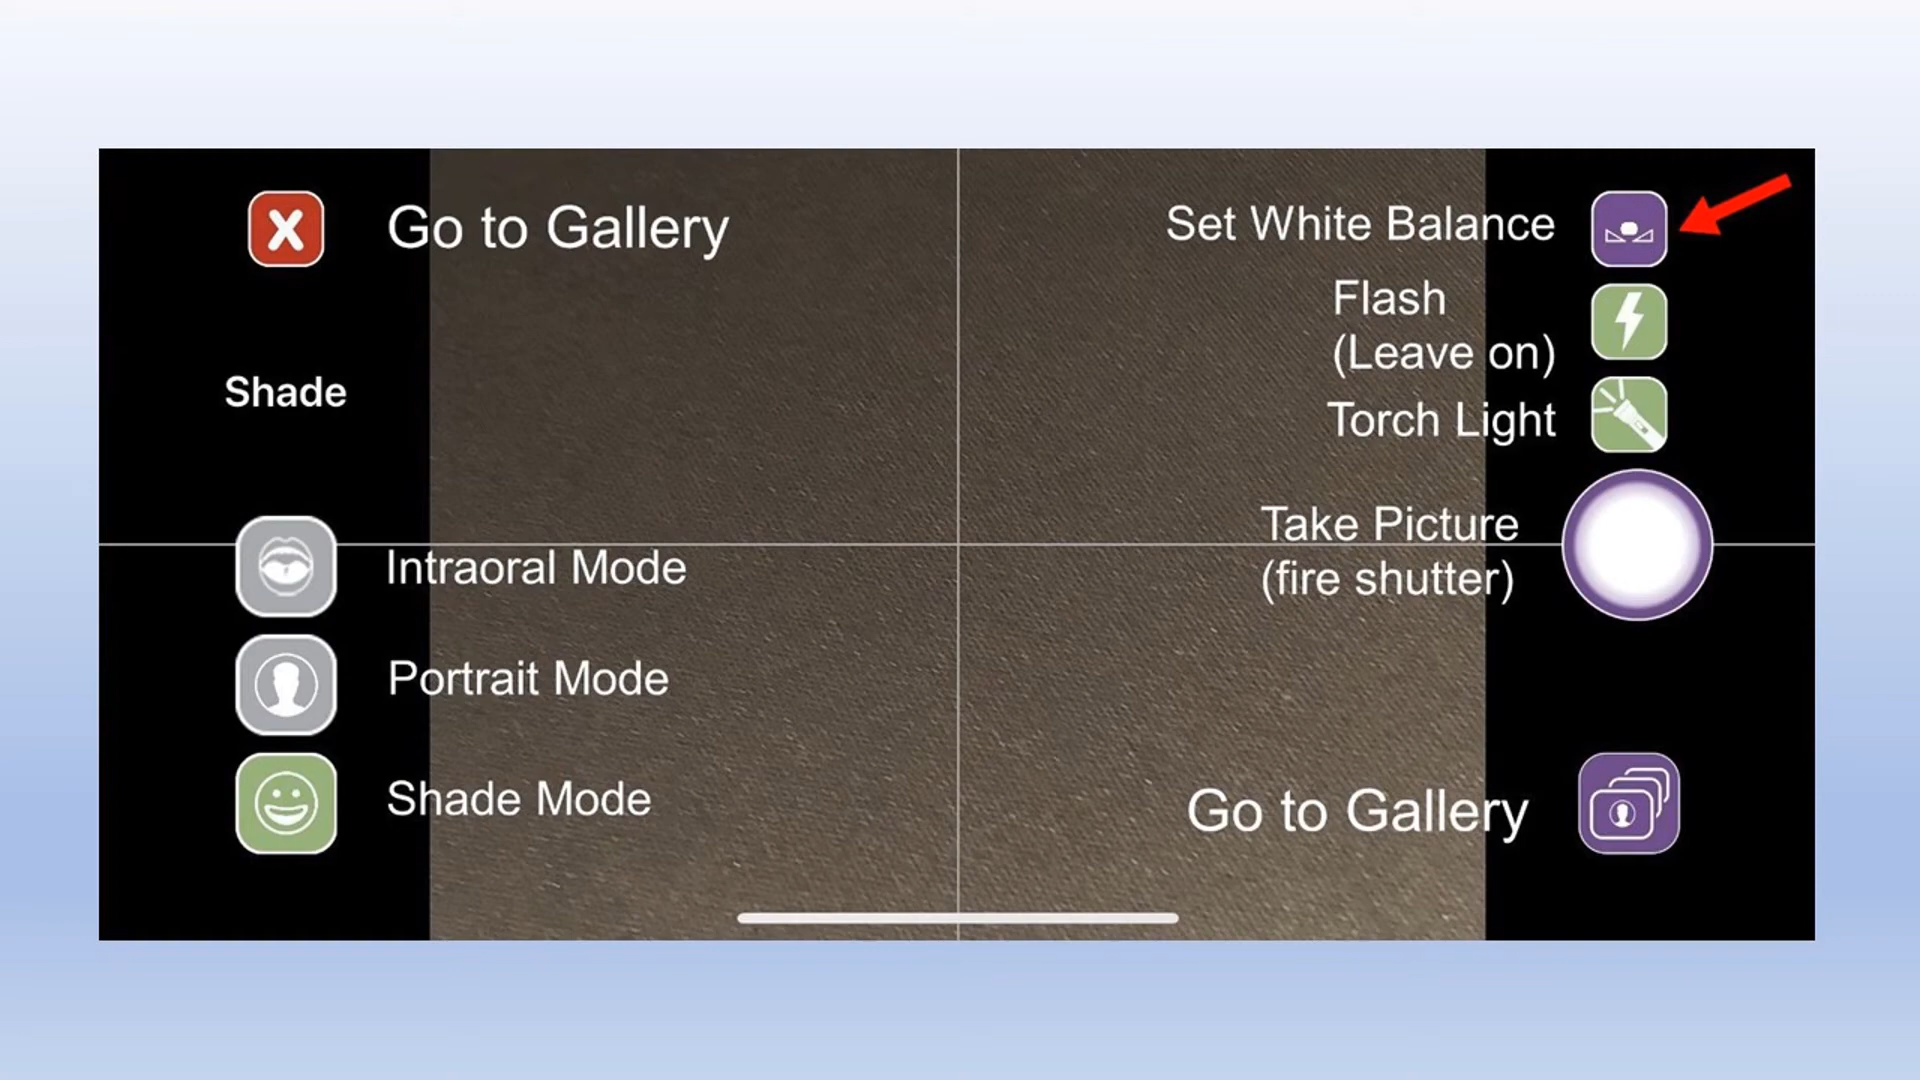 Go to Gallery
Shade
Intraoral Mode
Portrait Mode
Shade Mode
Set White Balance
Flash
(Leave on)
Torch Light
Take Picture
(fire shutter)
Go to Gallery